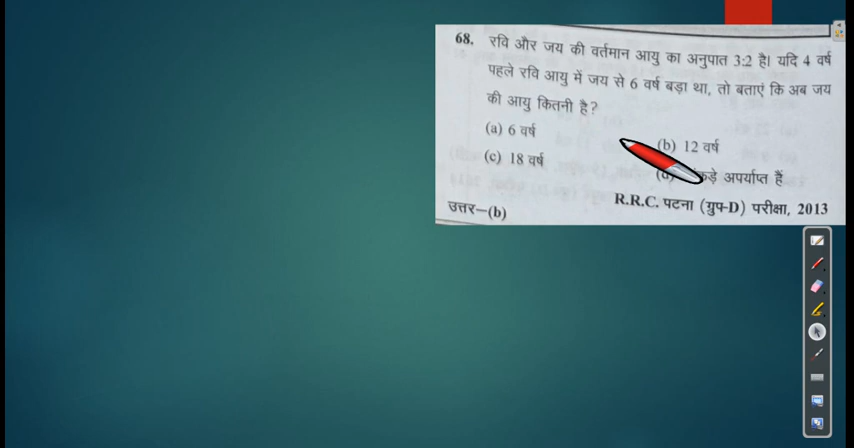 68. रवि और जय की वर्तमान आयु का अनुपात 3:2 है। यदि 4 वर्ष
पहले रवि आयु में जय से 6 वर्ष बड़ा था, तो बताएं कि अब जय
की आयु कितनी है?
(a) 6 वर्ष
(b) 12 वर्ष
(c) 18 वर्ष
अपर्याप्त हैं
R.R.C. पटना (ग्रुप-D) परीक्षा, 2013
उत्तर—(b)